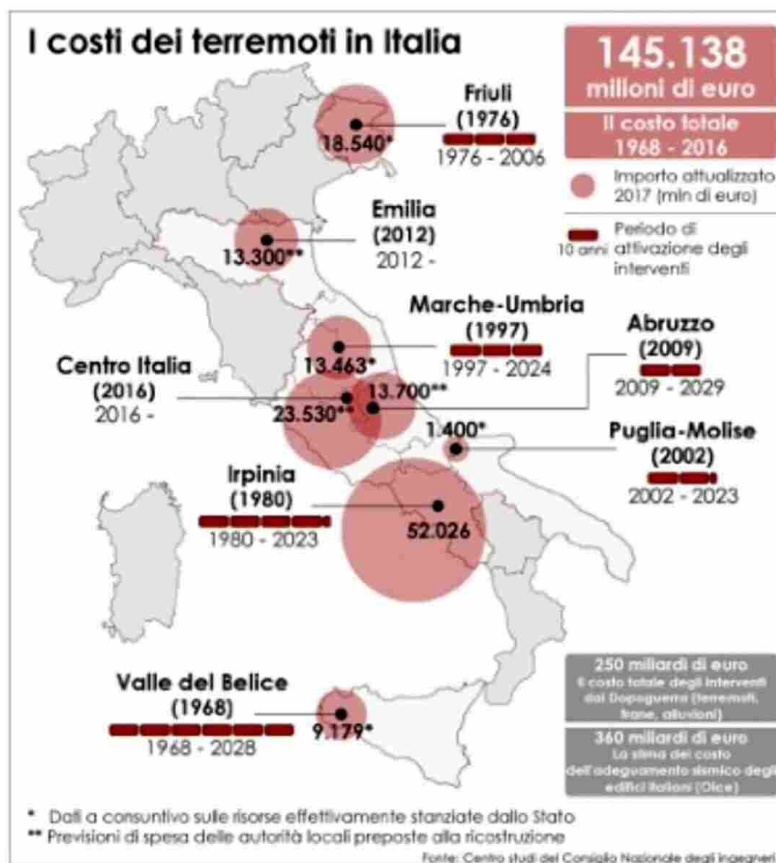 I costi dei terremoti in Italia
145.138
milioni di euro
Il costo totale
1968 - 2016
Importo attualizzato
2017 (mln di euro)
Periodo di
10 anni attivazione degli
interventi
Friuli
(1976)
18.540*
1976 - 2006
Emilia
(2012)
13.300**
2012 -
Marche-Umbria
(1997)
13.463*
1997 - 2024
Abruzzo
(2009)
13.700**
2009 - 2029
Centro Italia
(2016)
23.530**
2016 -
1.400*
Puglia-Molise
(2002)
2002 - 2023
Irpinia
(1980)
52.026
1980 - 2023
Valle del Belice
(1968)
9.179*
1968 - 2028
250 miliardi di euro
Il costo totale degli interventi
dal Dopoguerra (terremoti,
frane, alluvioni)
360 miliardi di euro
La stima del costo
dell'adeguamento sismico degli
edifici italiani (Oice)
* Dati a consuntivo sulle risorse effettivamente stanziate dallo Stato
** Previsioni di spesa delle autorità locali preposte alla ricostruzione
Fonte: Centro studi del Consiglio Nazionale degli ingegneri